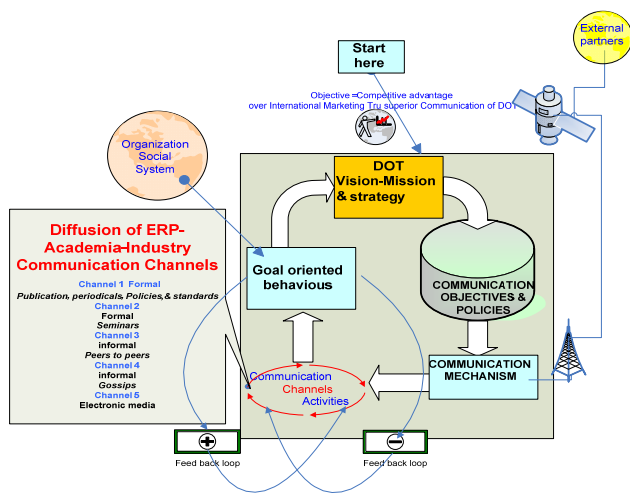 External
partners
Start
here
Objective =Competitive advantage
over International Marketing Tru superior Communication of DOT
Organization
Social
System
DOT
Vision-Mission
& strategy
Diffusion of ERP-
Academia-Industry
Communication Channels
Channel 1 Formal
Publication, periodicals, Policies,& standards
Channel 2
Formal
Seminars
Channel 3
informal
Peers to peers
Channel 4
informal
Gossips
Channel 5
Electronic media
Goal oriented
behavious
COMMUNICATION
OBJECTIVES &
POLICIES
COMMUNICATION
MECHANISM
Communication
Channels
Activities
+
Feed back loop
−
Feed back loop